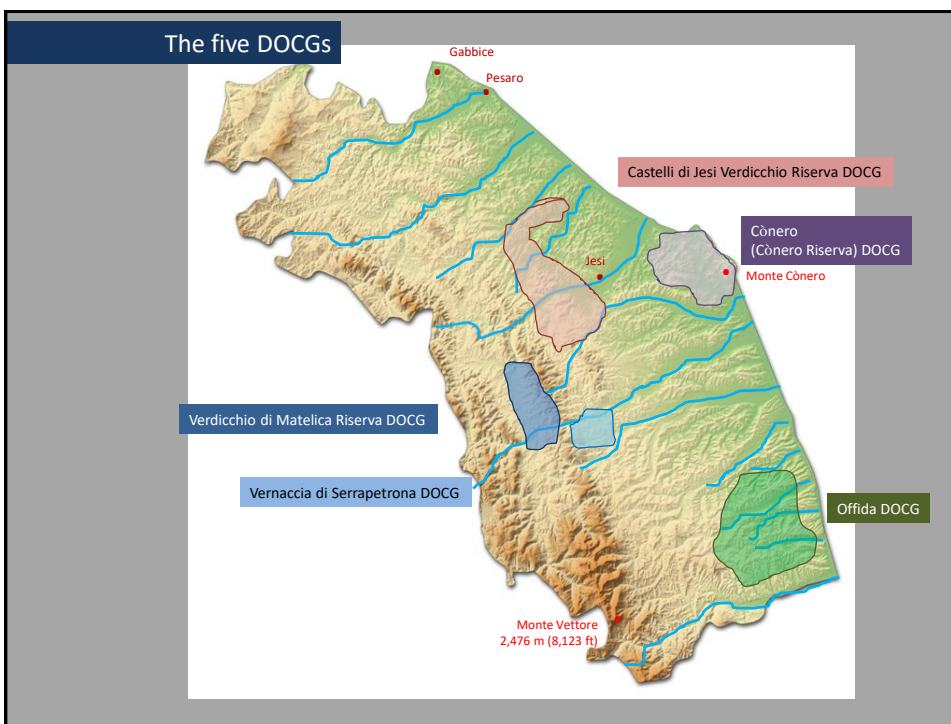 The five DOCGs
Gabbice
Pesaro
Castelli di Jesi Verdicchio Riserva DOCG
Cònero
(Cònero Riserva) DOCG
Jesi
Monte Cònero
Verdicchio di Matelica Riserva DOCG
Vernaccia di Serrapetrona DOCG
Offida DOCG
Monte Vettore
2,476 m (8,123 ft)